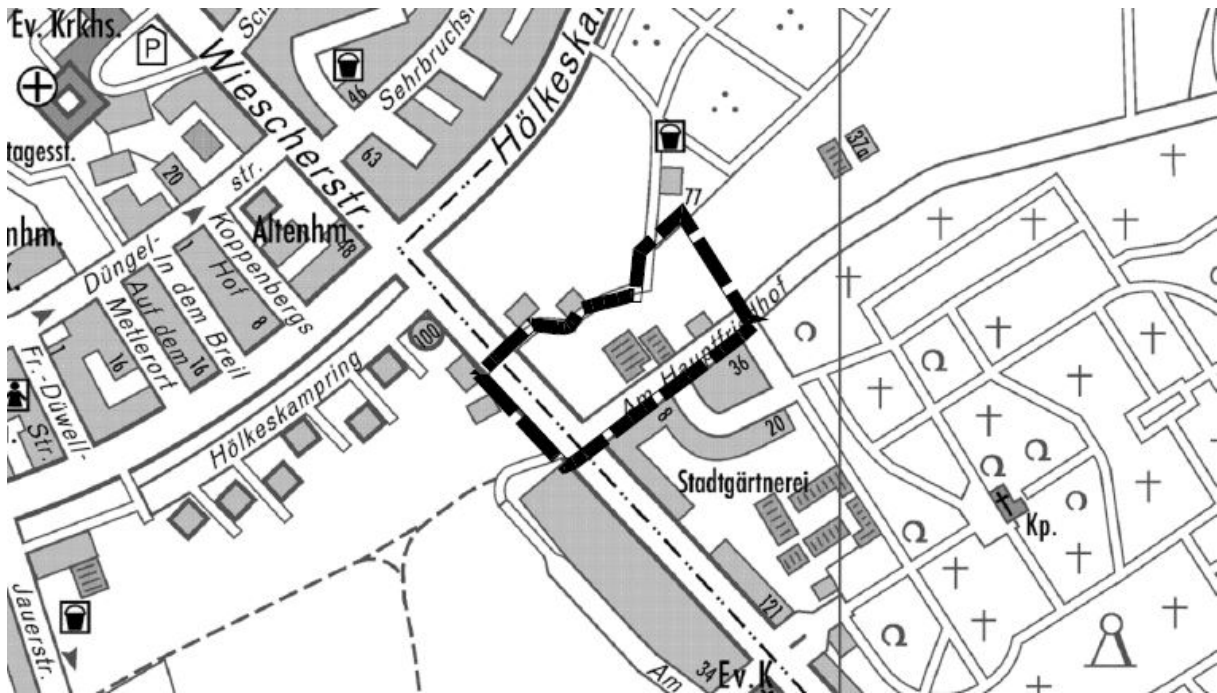 Ev. Krkhs.
P
Wiescherstr.
Sehrbruchs
46
Hölkeska
63
tagesst.
20
str.
Altenhm.
48
nhm.
Düngel-
Koppenbergs
Hof
1
8
In dem Breil
Auf dem
16
Metlerort
16
1
Fr.-Düwell-
Str.
100
Hölkeskampring
77
37a
Am Hauptfriedhof
36
8
20
Stadtgärtnerei
Kp.
121
34
Ev.K
Am
Jauerstr.